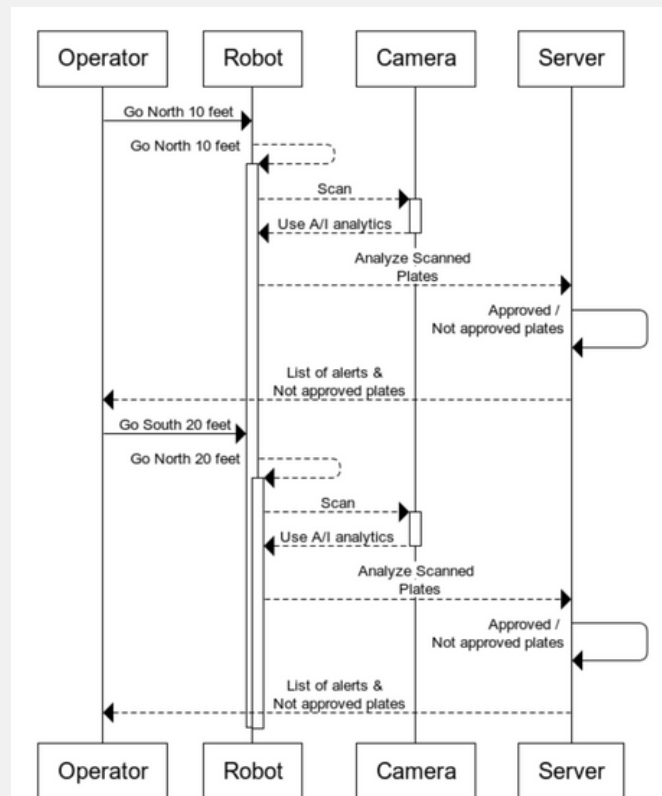 Operator
Robot
Camera
Server
Go North 10 feet
Go North 10 feet
Scan
Use A/I analytics
Analyze Scanned
Plates
Approved /
Not approved plates
List of alerts &
Not approved plates
Go South 20 feet
Go North 20 feet
Scan
Use A/I analytics
Analyze Scanned
Plates
Approved /
Not approved plates
List of alerts &
Not approved plates
Operator
Robot
Camera
Server